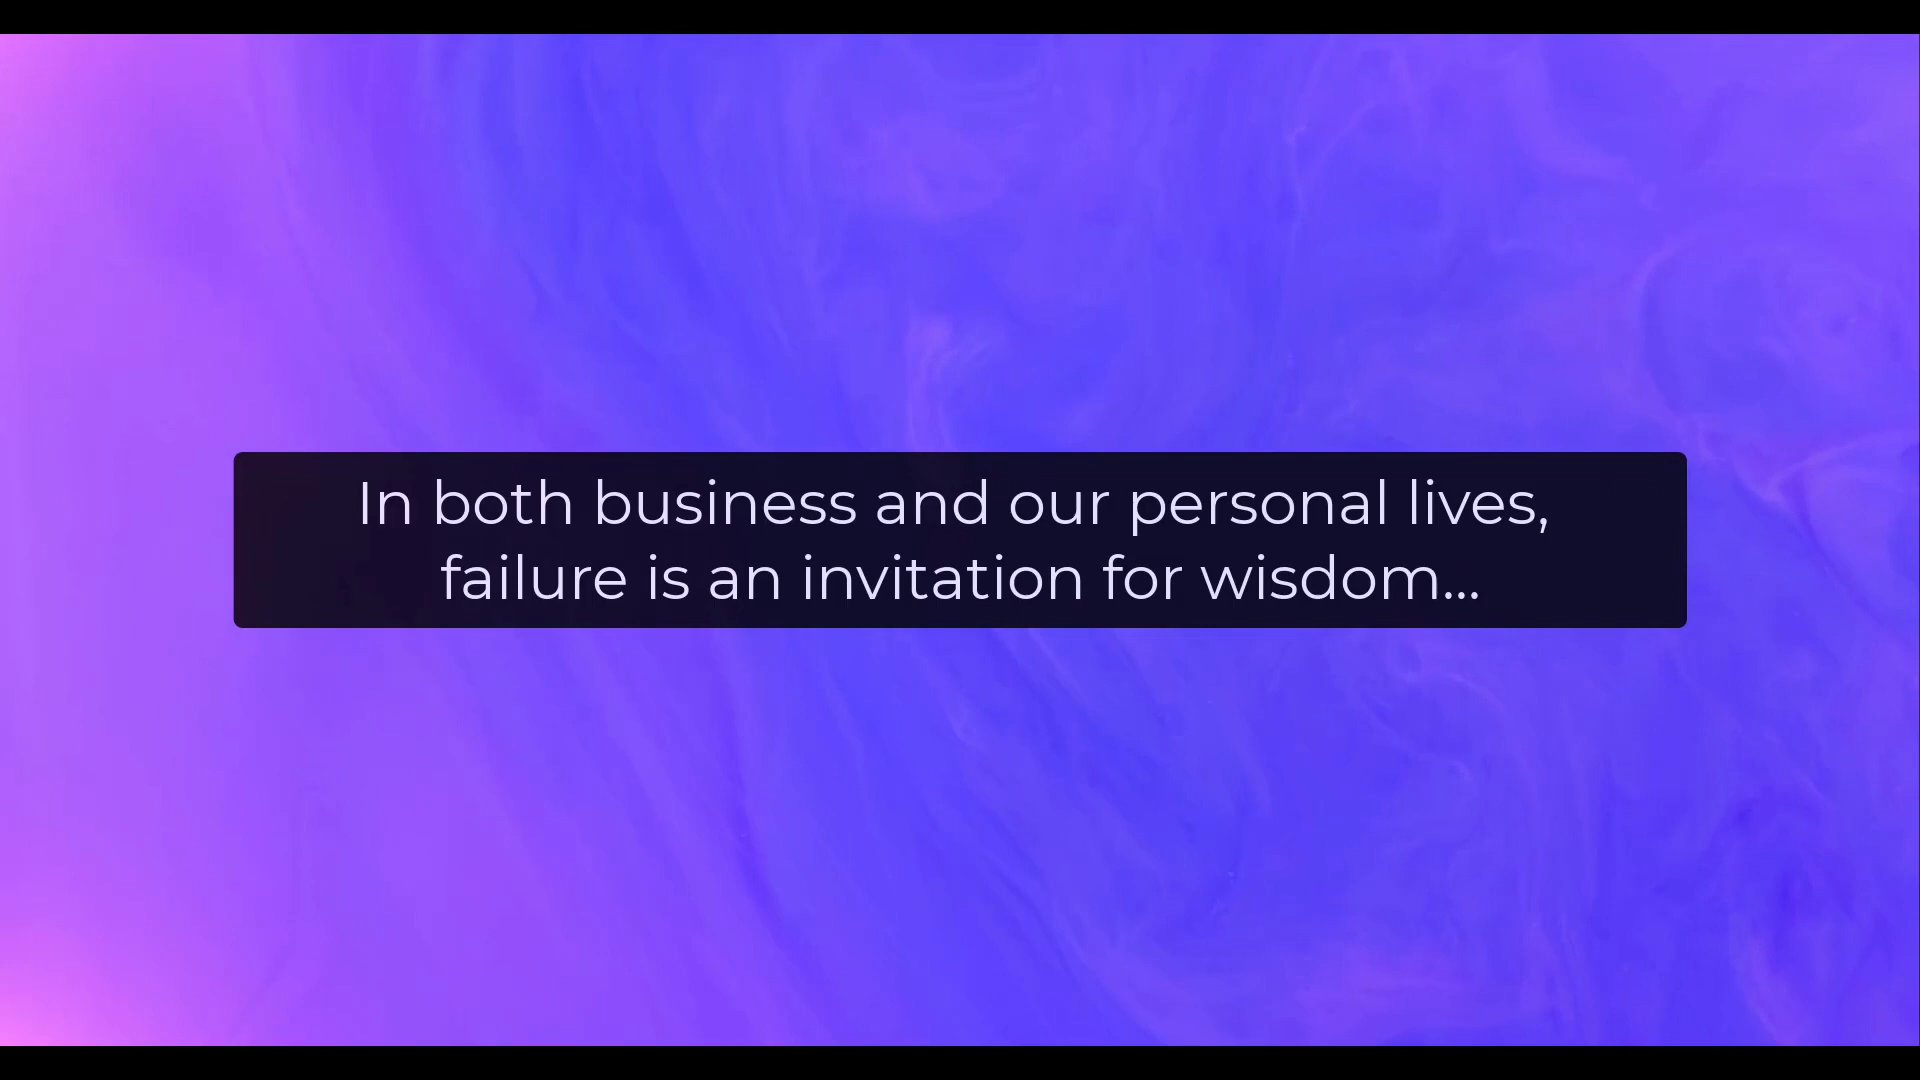 In both business and our personal lives,
failure is an invitation for wisdom...